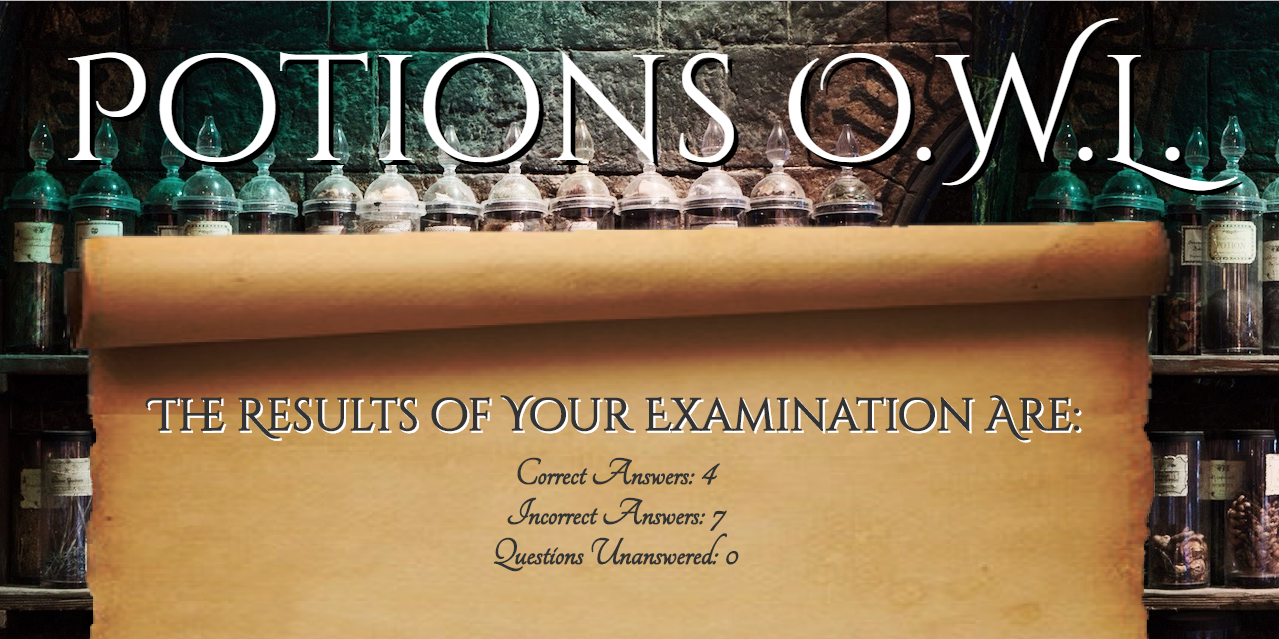 Potions O.W.L.
The Results of Your Examination Are:
Correct Answers: 4
Incorrect Answers: 7
Questions Unanswered: 0